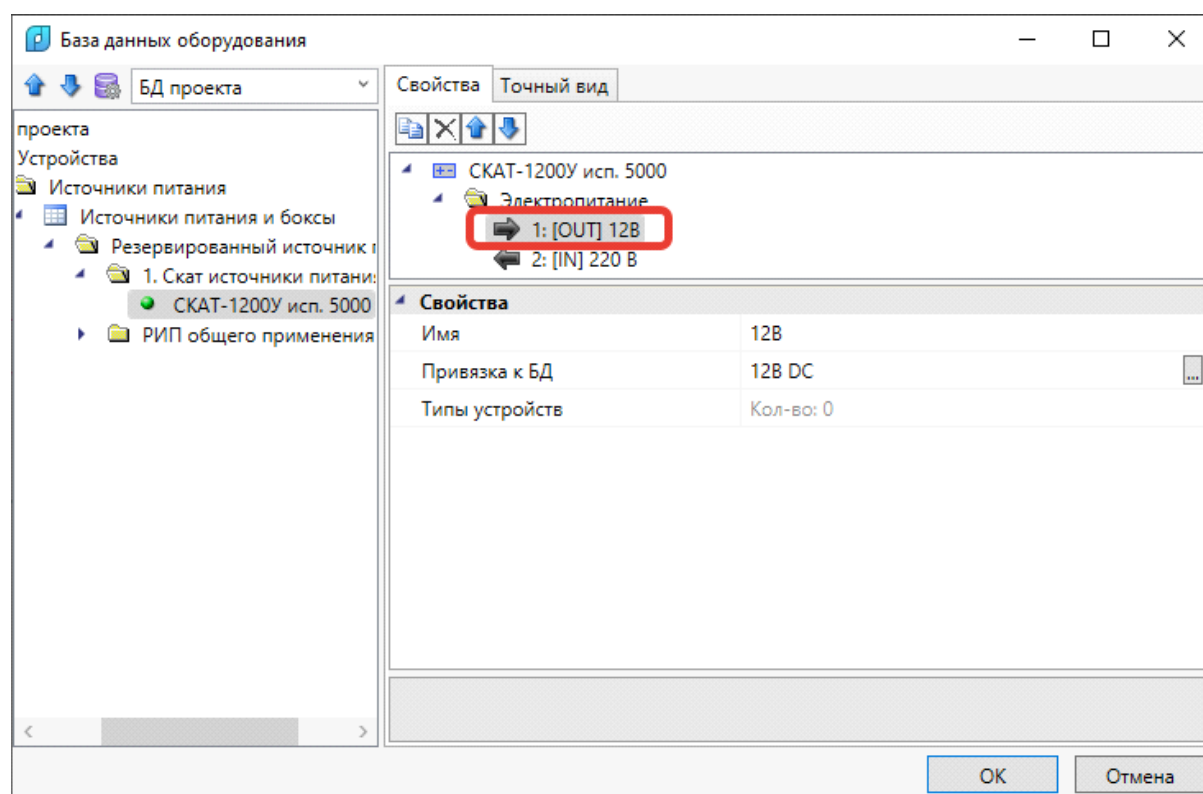 База данных оборудования
БД проекта
Свойства
Точный вид
проекта
Устройства
Источники питания
Источники питания и боксы
Резервированный источник
1. Скат источники питани
СКАТ-1200У исп. 5000
РИП общего применения
СКАТ-1200У исп. 5000
Электропитание
1: [OUT] 12В
2: [IN] 220 В
Свойства
Имя 12В
Привязка к БД 12В DC ...
Типы устройств Кол-во: 0
OK
Отмена